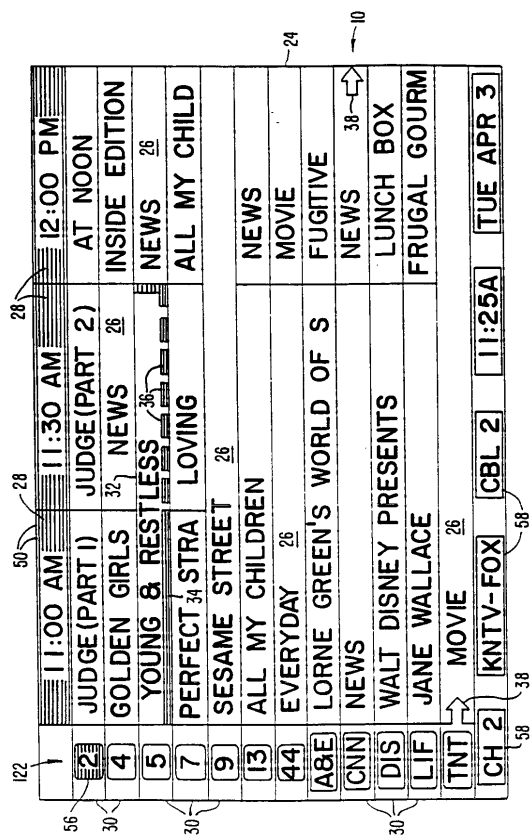 122 50 28 28
11:00 AM 11:30 AM 12:00 PM
56 2 JUDGE(PART 1) JUDGE(PART 2) AT NOON
30 4 GOLDEN GIRLS 32 NEWS 26 INSIDE EDITION
5 YOUNG & RESTLESS 36 NEWS 26
30 7 PERFECT 34 STRA LOVING ALL MY CHILD
9 SESAME STREET 26
13 ALL MY CHILDREN NEWS
44 EVERYDAY 26 MOVIE
A&E LORNE GREEN'S WORLD OF S FUGITIVE
CNN NEWS NEWS 38
30 DIS WALT DISNEY PRESENTS LUNCH BOX
LIF JANE WALLACE FRUGAL GOURM
TNT MOVIE 26
CH 2 KNTV-FOX CBL 2 11:25A TUE APR 3
58 38 58
24
10